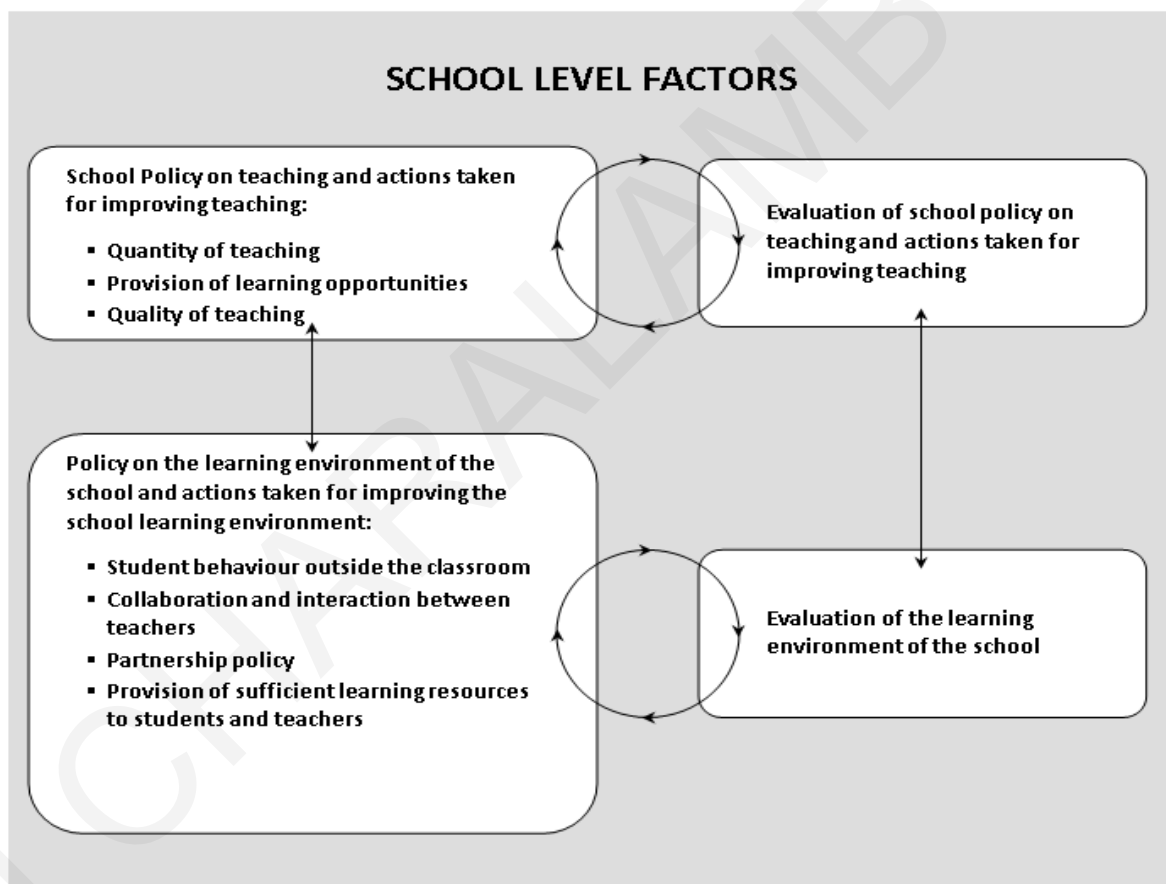 SCHOOL LEVEL FACTORS
School Policy on teaching and actions taken
for improving teaching:
▪ Quantity of teaching
▪ Provision of learning opportunities
▪ Quality of teaching
Evaluation of school policy on
teaching and actions taken for
improving teaching
Policy on the learning environment of the
school and actions taken for improving the
school learning environment:
▪ Student behaviour outside the classroom
▪ Collaboration and interaction between
teachers
▪ Partnership policy
▪ Provision of sufficient learning resources
to students and teachers
Evaluation of the learning
environment of the school
CHARALAMB